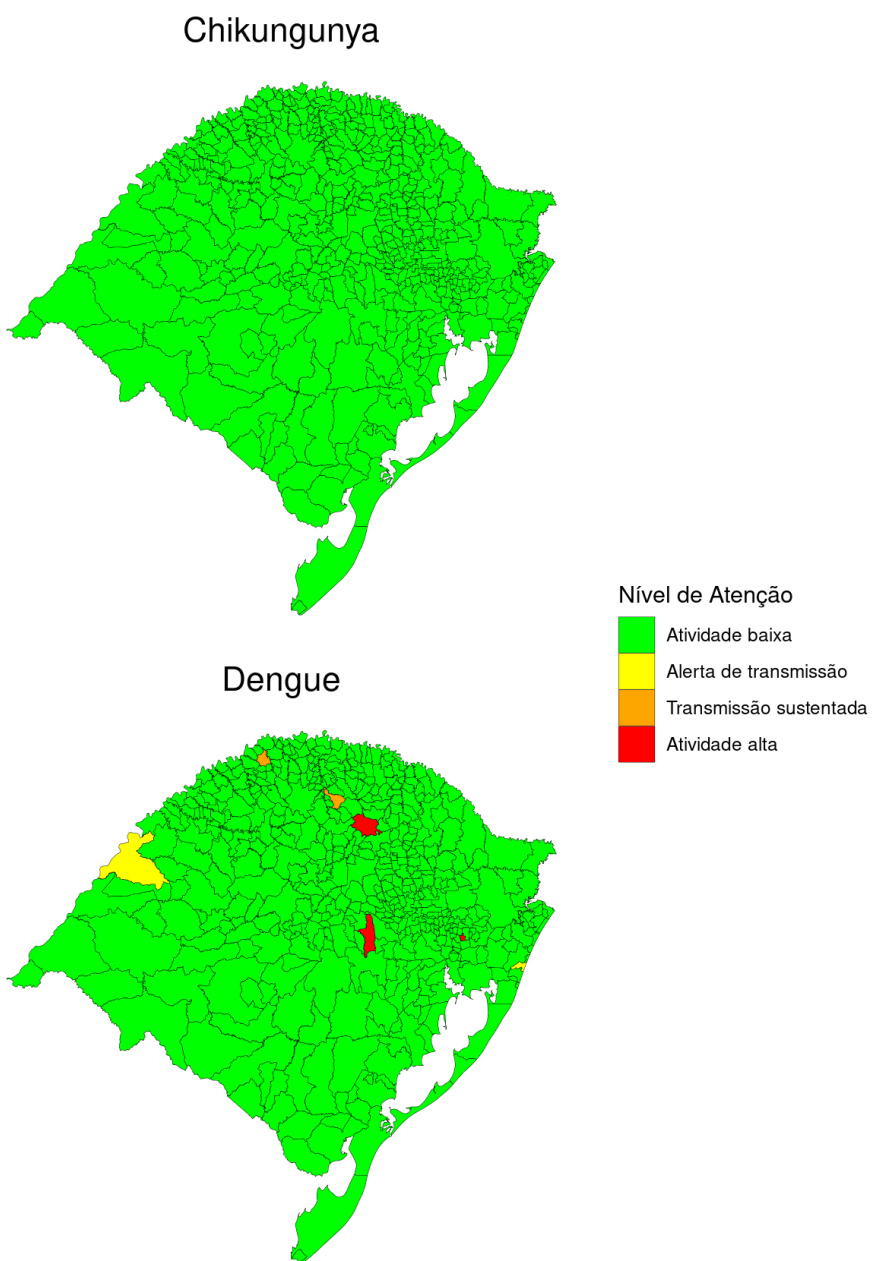 Chikungunya
Nível de Atenção
Atividade baixa
Alerta de transmissão
Transmissão sustentada
Atividade alta
Dengue